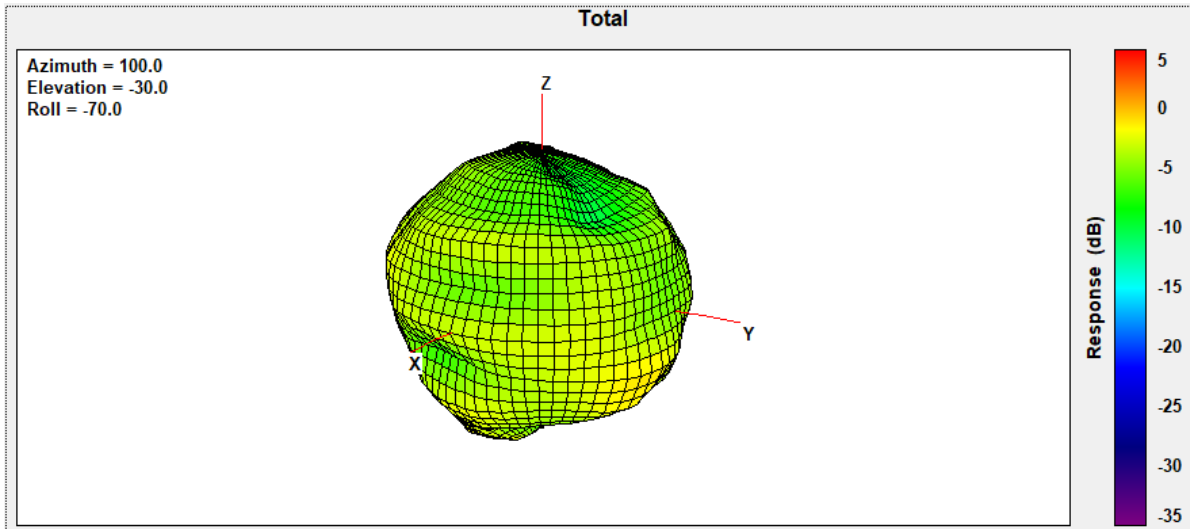 Total
Azimuth = 100.0
Elevation = -30.0
Roll = -70.0
Z
Y
X
5
0
-5
-10
-15
-20
-25
-30
-35
Response (dB)